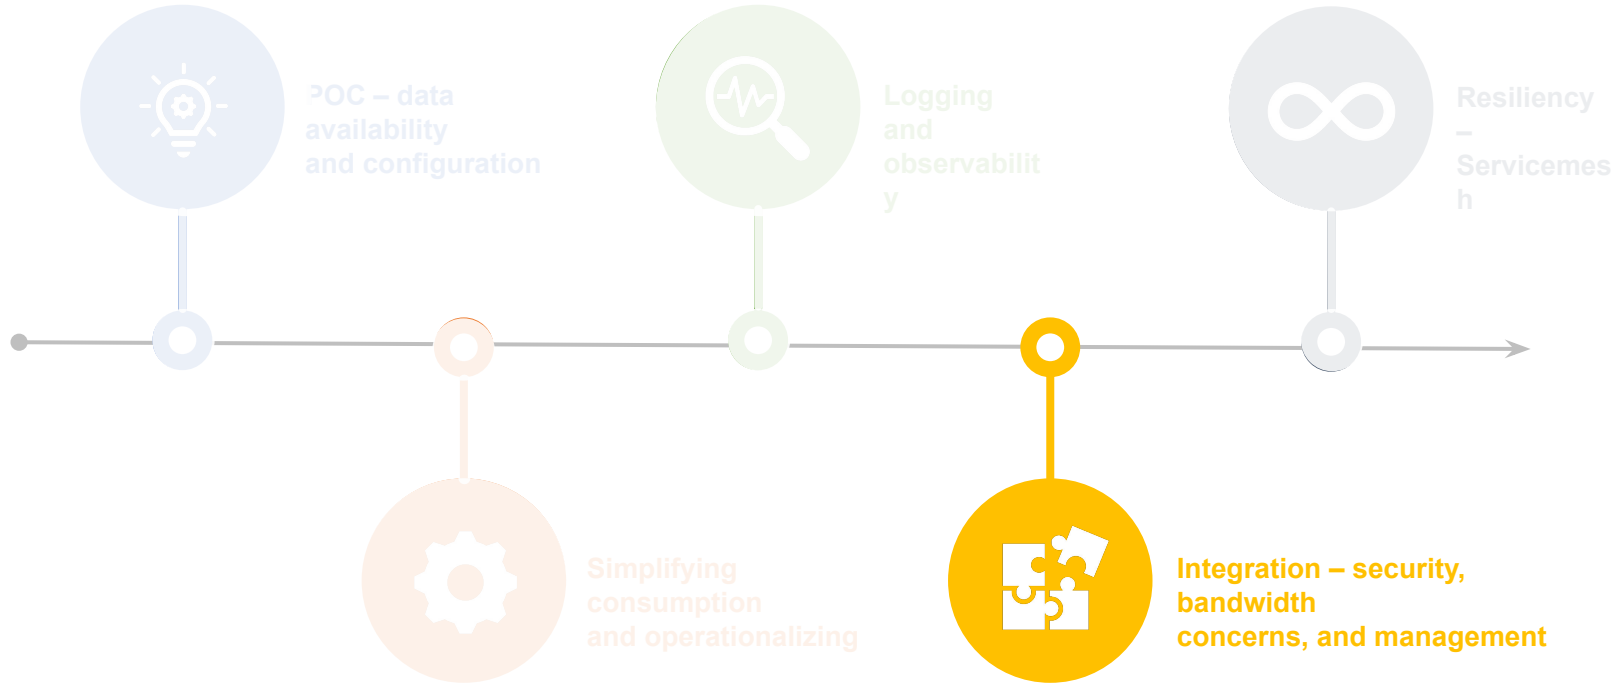 POC – data
availability
and configuration
Logging
and
observabilit
y
Resiliency
–
Servicemes
h
Simplifying
consumption
and operationalizing
Integration – security,
bandwidth
concerns, and management